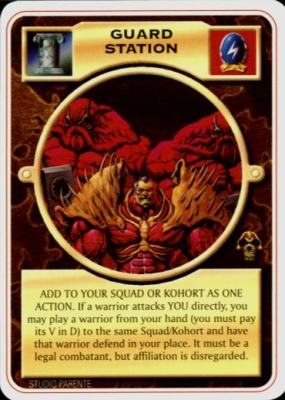 GUARD
STATION
ADD TO YOUR SQUAD OR KOHORT AS ONE
ACTION. If a warrior attacks YOU directly, you
may play a warrior from your hand (you must pay
its V in D) to the same Squad/Kohort and have
that warrior defend in your place. It must be a
legal combatant, but affiliation is disregarded.
STUDIO PARENTE